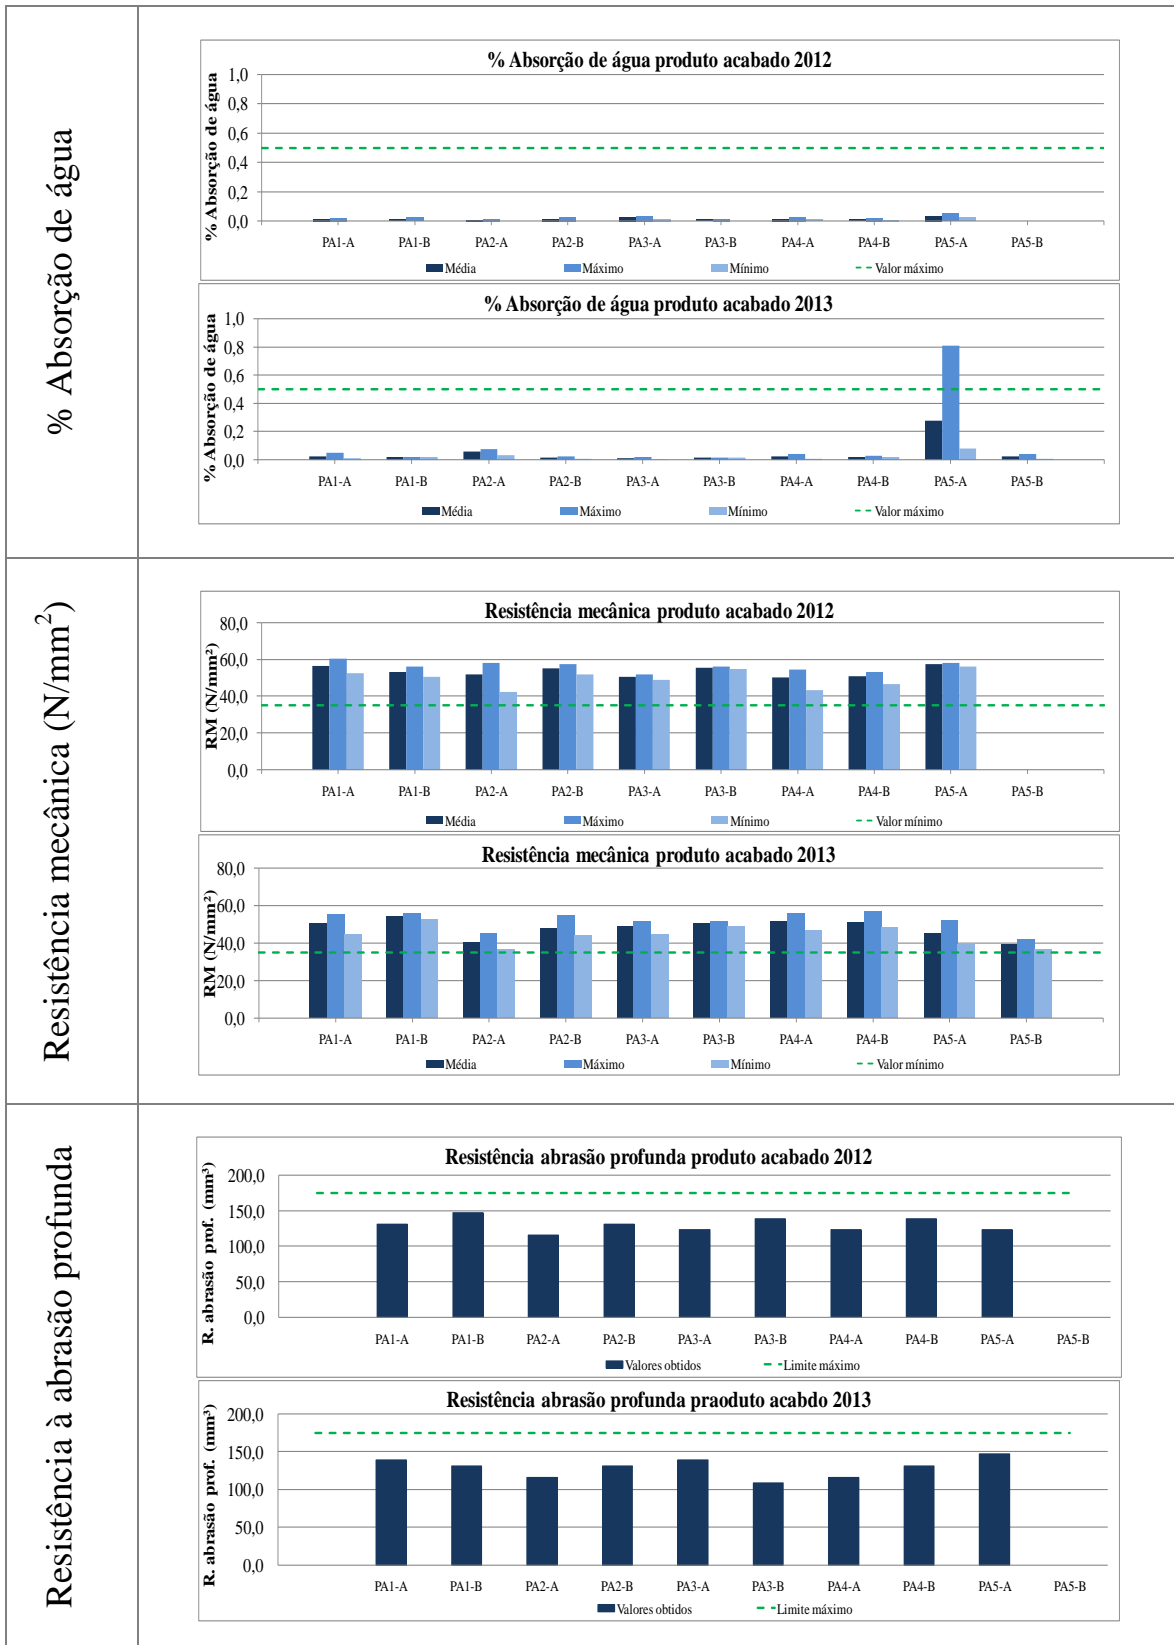 % Absorção de água
% Absorção de água produto acabado 2012
% Absorção de água
1,0
0,8
0,6
0,4
0,2
0,0
PA1-A PA1-B PA2-A PA2-B PA3-A PA3-B PA4-A PA4-B PA5-A PA5-B
Média Máximo Mínimo Valor máximo
% Absorção de água produto acabado 2013
% Absorção de água
1,0
0,8
0,6
0,4
0,2
0,0
PA1-A PA1-B PA2-A PA2-B PA3-A PA3-B PA4-A PA4-B PA5-A PA5-B
Média Máximo Mínimo Valor máximo
Resistência mecânica (N/mm²)
Resistência mecânica produto acabado 2012
RM (N/mm²)
80,0
60,0
40,0
20,0
0,0
PA1-A PA1-B PA2-A PA2-B PA3-A PA3-B PA4-A PA4-B PA5-A PA5-B
Média Máximo Mínimo Valor mínimo
Resistência mecânica produto acabado 2013
RM (N/mm²)
80,0
60,0
40,0
20,0
0,0
PA1-A PA1-B PA2-A PA2-B PA3-A PA3-B PA4-A PA4-B PA5-A PA5-B
Média Máximo Mínimo Valor mínimo
Resistência à abrasão profunda
Resistência abrasão profunda produto acabado 2012
R. abrasão prof. (mm³)
200,0
150,0
100,0
50,0
0,0
PA1-A PA1-B PA2-A PA2-B PA3-A PA3-B PA4-A PA4-B PA5-A PA5-B
Valores obtidos Limite máximo
Resistência abrasão profunda praoduto acabdo 2013
R. abrasão prof. (mm³)
200,0
150,0
100,0
50,0
0,0
PA1-A PA1-B PA2-A PA2-B PA3-A PA3-B PA4-A PA4-B PA5-A PA5-B
Valores obtidos Limite máximo